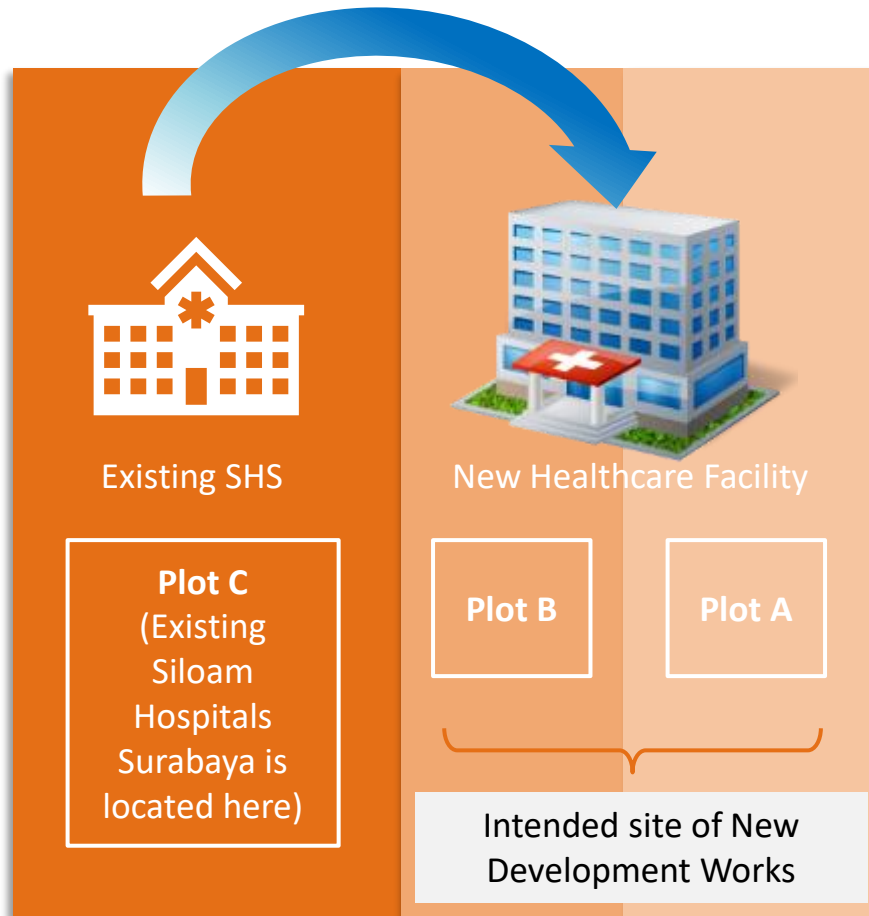 Existing SHS
New Healthcare Facility
Plot C
(Existing
Siloam
Hospitals
Surabaya is
located here)
Plot B
Plot A
Intended site of New
Development Works